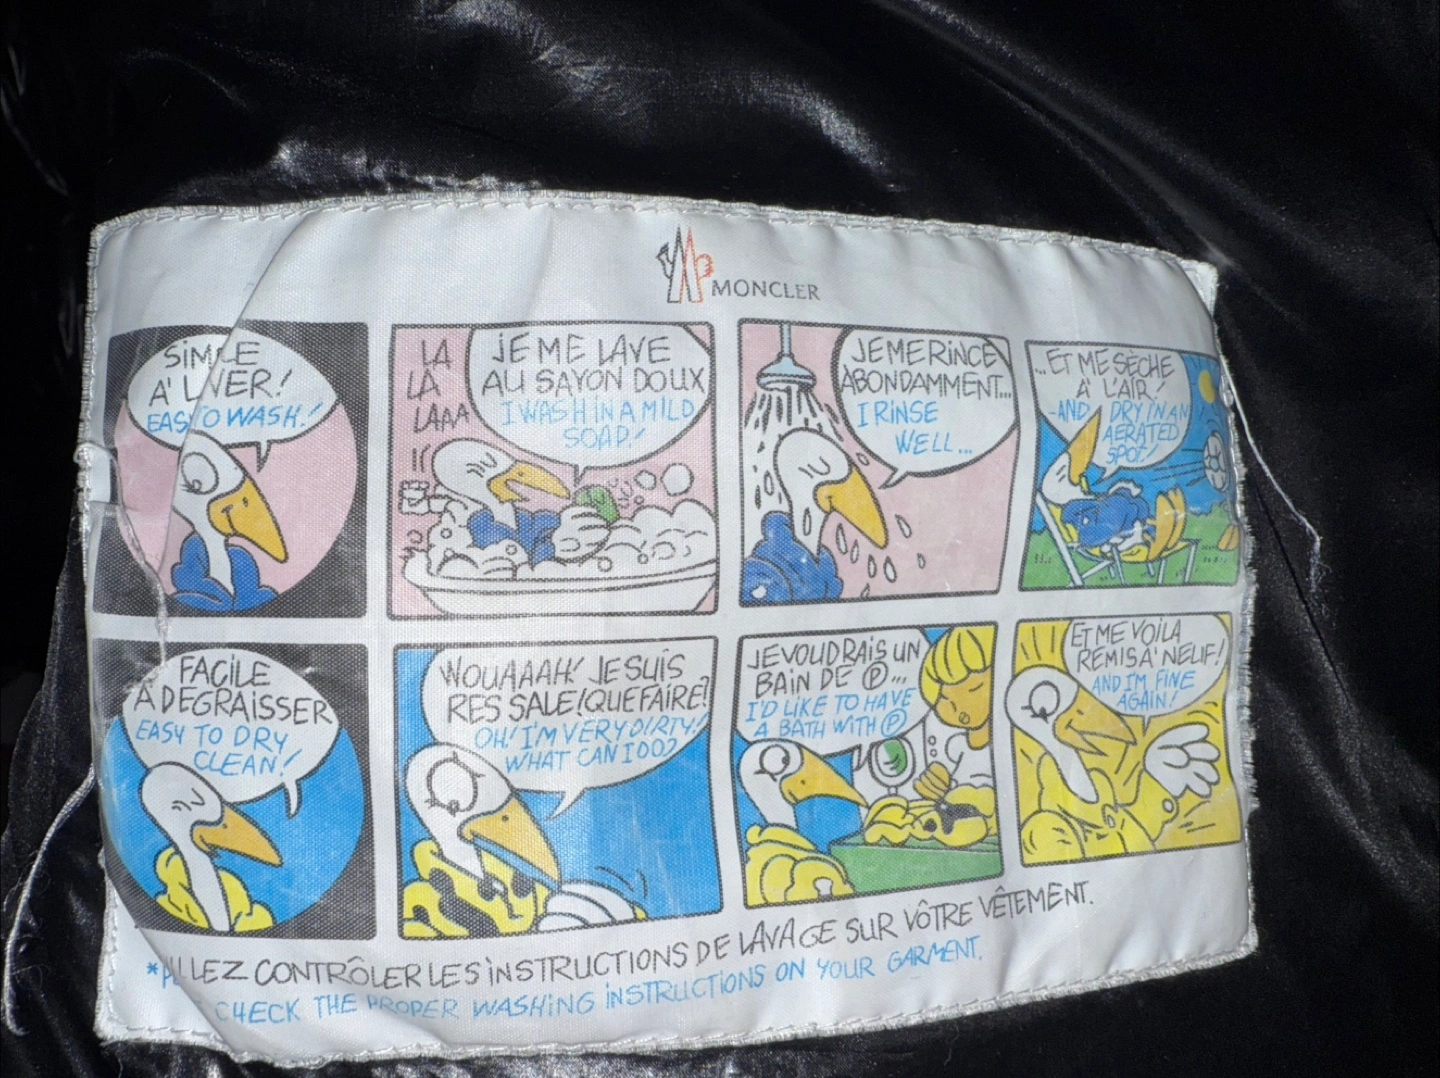 MONCLER
SIMPLE
A' LAVER!
EASY TO WASH!
LA
LA
LAAA
JE ME LAVE
AU SAVON DOUX
I WASH IN A MILD
SOAP!
JE ME RINCE
ABONDAMMENT...
I RINSE
WELL...
...ET ME SÈCHE
A' L'AIR!
-AND DRY IN AN
AERATED
SPOT!
FACILE
A' DEGRAISSER
EASY TO DRY
CLEAN!
WOUAAAH! JE SUIS
RES SALE! QUE FAIRE?
OH! I'M VERY DIRTY!
WHAT CAN I DO?
JE VOUDRAIS UN
BAIN DE Ⓟ...
I'D LIKE TO HAVE
A BATH WITH Ⓟ
ET ME VOILA
REMIS A' NEUF!
AND I'M FINE
AGAIN!
*ALLEZ CONTRÔLER LES INSTRUCTIONS DE LAVAGE SUR VÔTRE VÊTEMENT.
CHECK THE PROPER WASHING INSTRUCTIONS ON YOUR GARMENT.